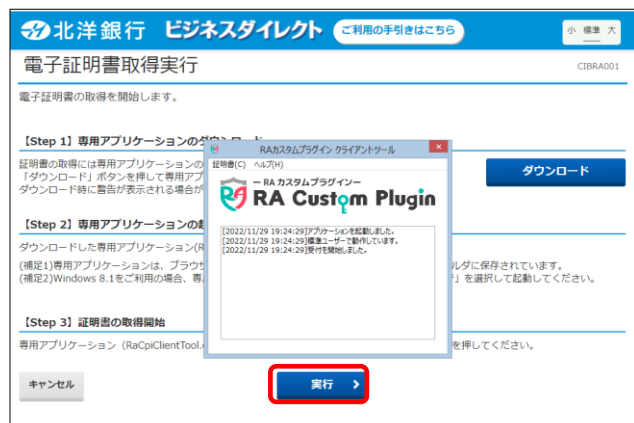 北洋銀行 ビジネスダイレクト ご利用の手引きはこちら 小 標準 大
電子証明書取得実行 CIBRA001
電子証明書の取得を開始します。
【Step 1】専用アプリケーションのダウンロード
証明書の取得には専用アプリケーションの
「ダウンロード」ボタンを押して専用アプ
ダウンロード時に警告が表示される場合が
ダウンロード
RAカスタムプラグイン クライアントツール
証明書(C) ヘルプ(H)
ー RA カスタムプラグインー
RA Custom Plugin
[2022/11/29 19:24:29]アプリケーションを起動しました。
[2022/11/29 19:24:29]標準ユーザーで動作しています。
[2022/11/29 19:24:29]受付を開始しました。
【Step 2】専用アプリケーションの
ダウンロードした専用アプリケーション(R
(補足1)専用アプリケーションは、ブラウ ルダに保存されています。
(補足2)Windows 8.1をご利用の場合、専 」を選択して起動してください。
【Step 3】証明書の取得開始
専用アプリケーション（RaCpiClientTool. を押してください。
キャンセル
実行